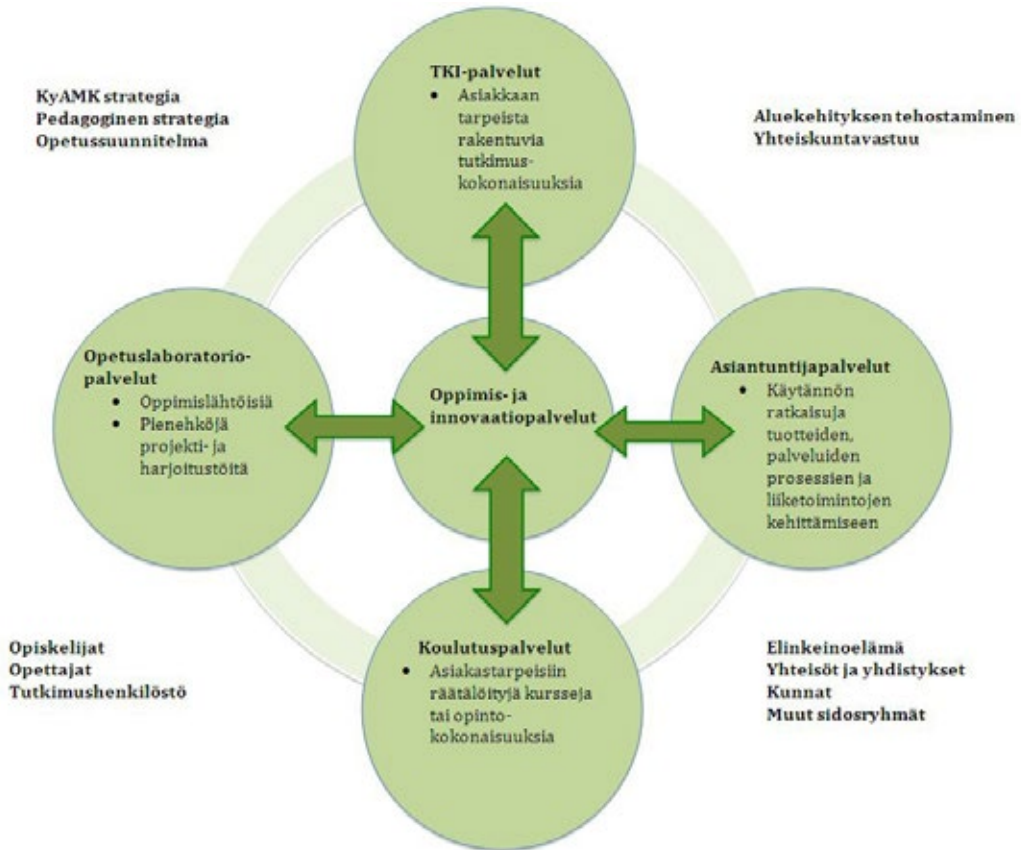 TKI-palvelut
• Asiakkaan
tarpeista
rakentuvia
tutkimus-
kokonaisuuksia
KyAMK strategia
Pedagoginen strategia
Opetussuunnitelma
Aluekehityksen tehostaminen
Yhteiskuntavastuu
Opetuslaboratorio-
palvelut
• Oppimislähtöisiä
• Pienehköjä
projekti- ja
harjoitustöitä
Oppimis- ja
innovaatiopalvelut
Asiantuntijapalvelut
• Käytännön
ratkaisuja
tuotteiden,
palveluiden
prosessien ja
liiketoimintojen
kehittämiseen
Koulutuspalvelut
• Asiakastarpeisiin
räätälöityjä kursseja
tai opinto-
kokonaisuuksia
Opiskelijat
Opettajat
Tutkimushenkilöstö
Elinkeinoelämä
Yhteisöt ja yhdistykset
Kunnat
Muut sidosryhmät